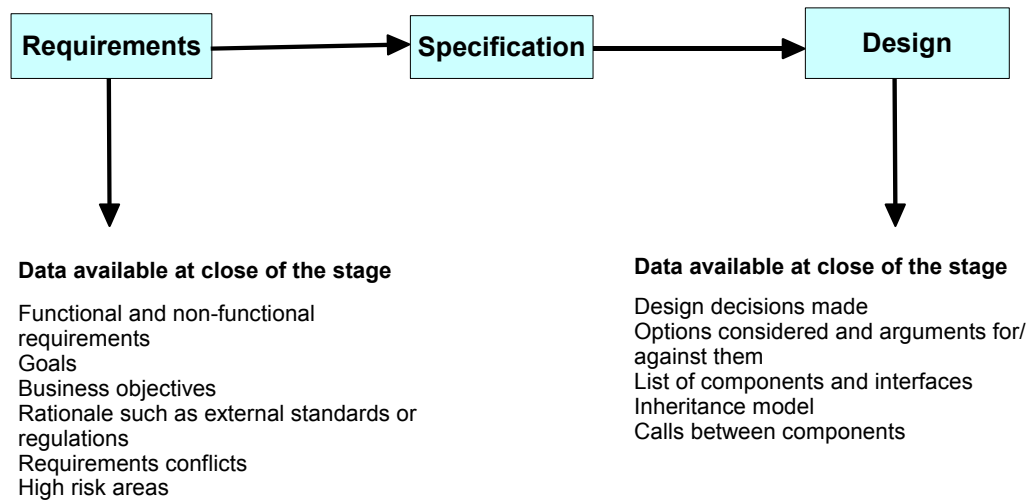 Requirements
Specification
Design
Data available at close of the stage
Functional and non-functional
requirements
Goals
Business objectives
Rationale such as external standards or
regulations
Requirements conflicts
High risk areas
Data available at close of the stage
Design decisions made
Options considered and arguments for/
against them
List of components and interfaces
Inheritance model
Calls between components